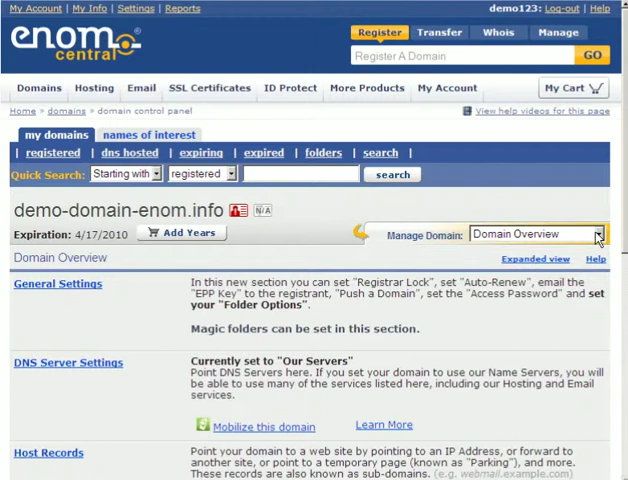 My Account | My Info | Settings | Reports demo123: Log-out | Help
enom central
Register Transfer Whois Manage
Register A Domain GO
Domains Hosting Email SSL Certificates ID Protect More Products My Account My Cart
Home > domains > domain control panel View help videos for this page
my domains names of interest
| registered | dns hosted | expiring | expired | folders | search |
Quick Search: Starting with registered search
demo-domain-enom.info N/A
Expiration: 4/17/2010 Add Years Manage Domain: Domain Overview
Domain Overview Expanded view Help
General Settings In this new section you can set "Registrar Lock", set "Auto-Renew", email the
"EPP Key" to the registrant, "Push a Domain", set the "Access Password" and set
your "Folder Options".
Magic folders can be set in this section.
DNS Server Settings Currently set to "Our Servers"
Point DNS Servers here. If you set your domain to use our Name Servers, you will
be able to use many of the services listed here, including our Hosting and Email
services.
Mobilize this domain Learn More
Host Records Point your domain to a web site by pointing to an IP Address, or forward to
another site, or point to a temporary page (known as "Parking"), and more.
These records are also known as sub-domains. (e.g. webmail.example.com)